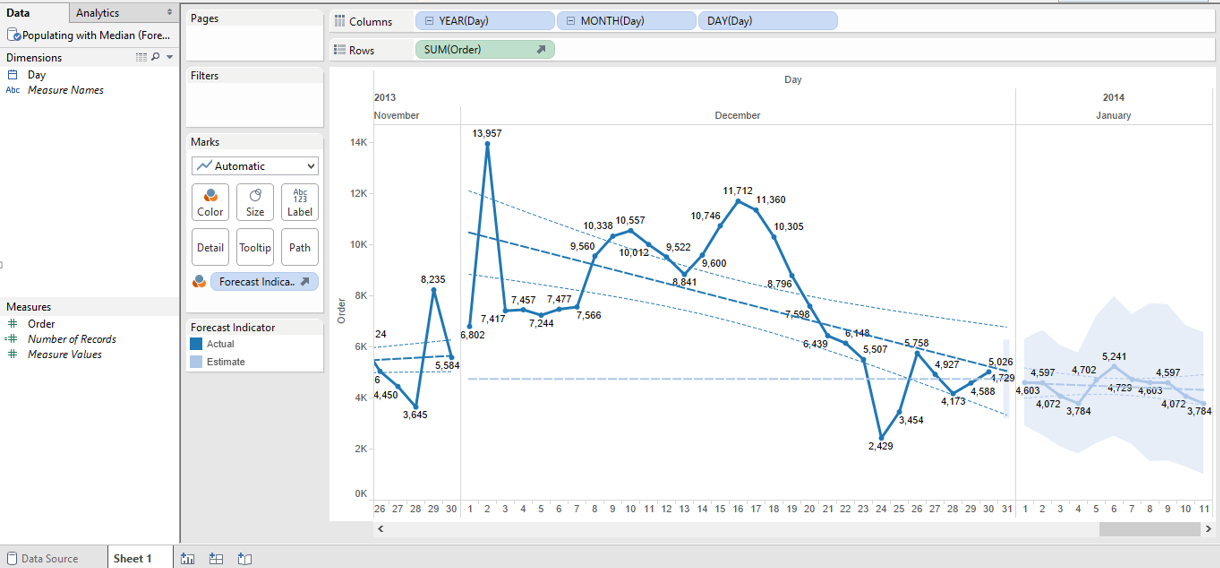 Data
Analytics
Populating with Median (Fore...
Dimensions
Day
Abc Measure Names
Measures
Order
Number of Records
Measure Values
Pages
Filters
Marks
Automatic
Color
Size
Abc
123
Label
Detail
Tooltip
Path
Forecast Indica..
Forecast Indicator
Actual
Estimate
Columns
YEAR(Day)
MONTH(Day)
DAY(Day)
Rows
SUM(Order)
Day
2013
2014
November
December
January
Order
14K
12K
10K
8K
6K
4K
2K
0K
24
6
4,450
3,645
8,235
5,584
6,802
13,957
7,417
7,457
7,244
7,477
7,566
9,560
10,338
10,557
10,012
9,522
8,841
9,600
10,746
11,712
11,360
10,305
8,796
7,598
6,439
6,148
5,507
2,429
3,454
5,758
4,927
4,173
4,588
5,026
4,729
4,603
4,597
4,072
3,784
4,702
5,241
4,729
4,603
4,597
4,072
3,784
26 27 28 29 30 1 2 3 4 5 6 7 8 9 10 11 12 13 14 15 16 17 18 19 20 21 22 23 24 25 26 27 28 29 30 31 1 2 3 4 5 6 7 8 9 10 11
Data Source
Sheet 1